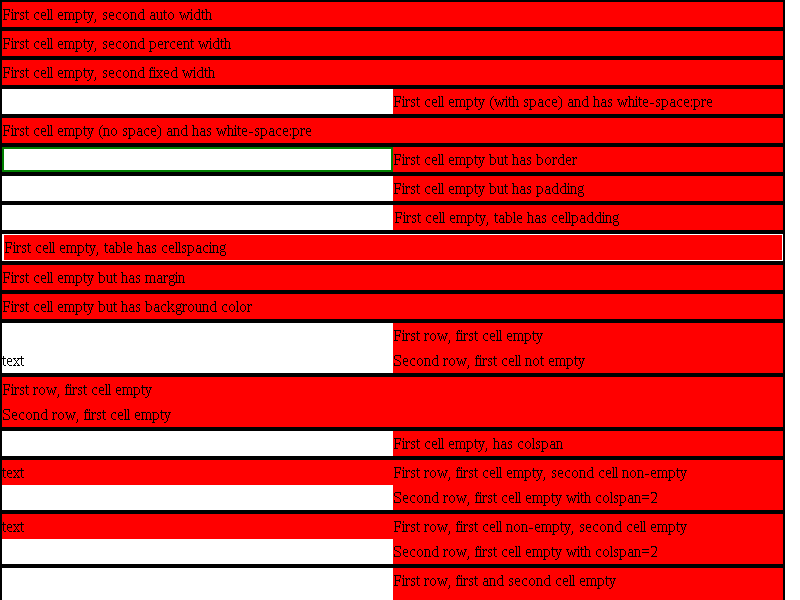 First cell empty, second auto width
First cell empty, second percent width
First cell empty, second fixed width
First cell empty (with space) and has white-space:pre
First cell empty (no space) and has white-space:pre
First cell empty but has border
First cell empty but has padding
First cell empty, table has cellpadding
First cell empty, table has cellspacing
First cell empty but has margin
First cell empty but has background color
First row, first cell empty
text Second row, first cell not empty
First row, first cell empty
Second row, first cell empty
First cell empty, has colspan
text First row, first cell empty, second cell non-empty
Second row, first cell empty with colspan=2
text First row, first cell non-empty, second cell empty
Second row, first cell empty with colspan=2
First row, first and second cell empty